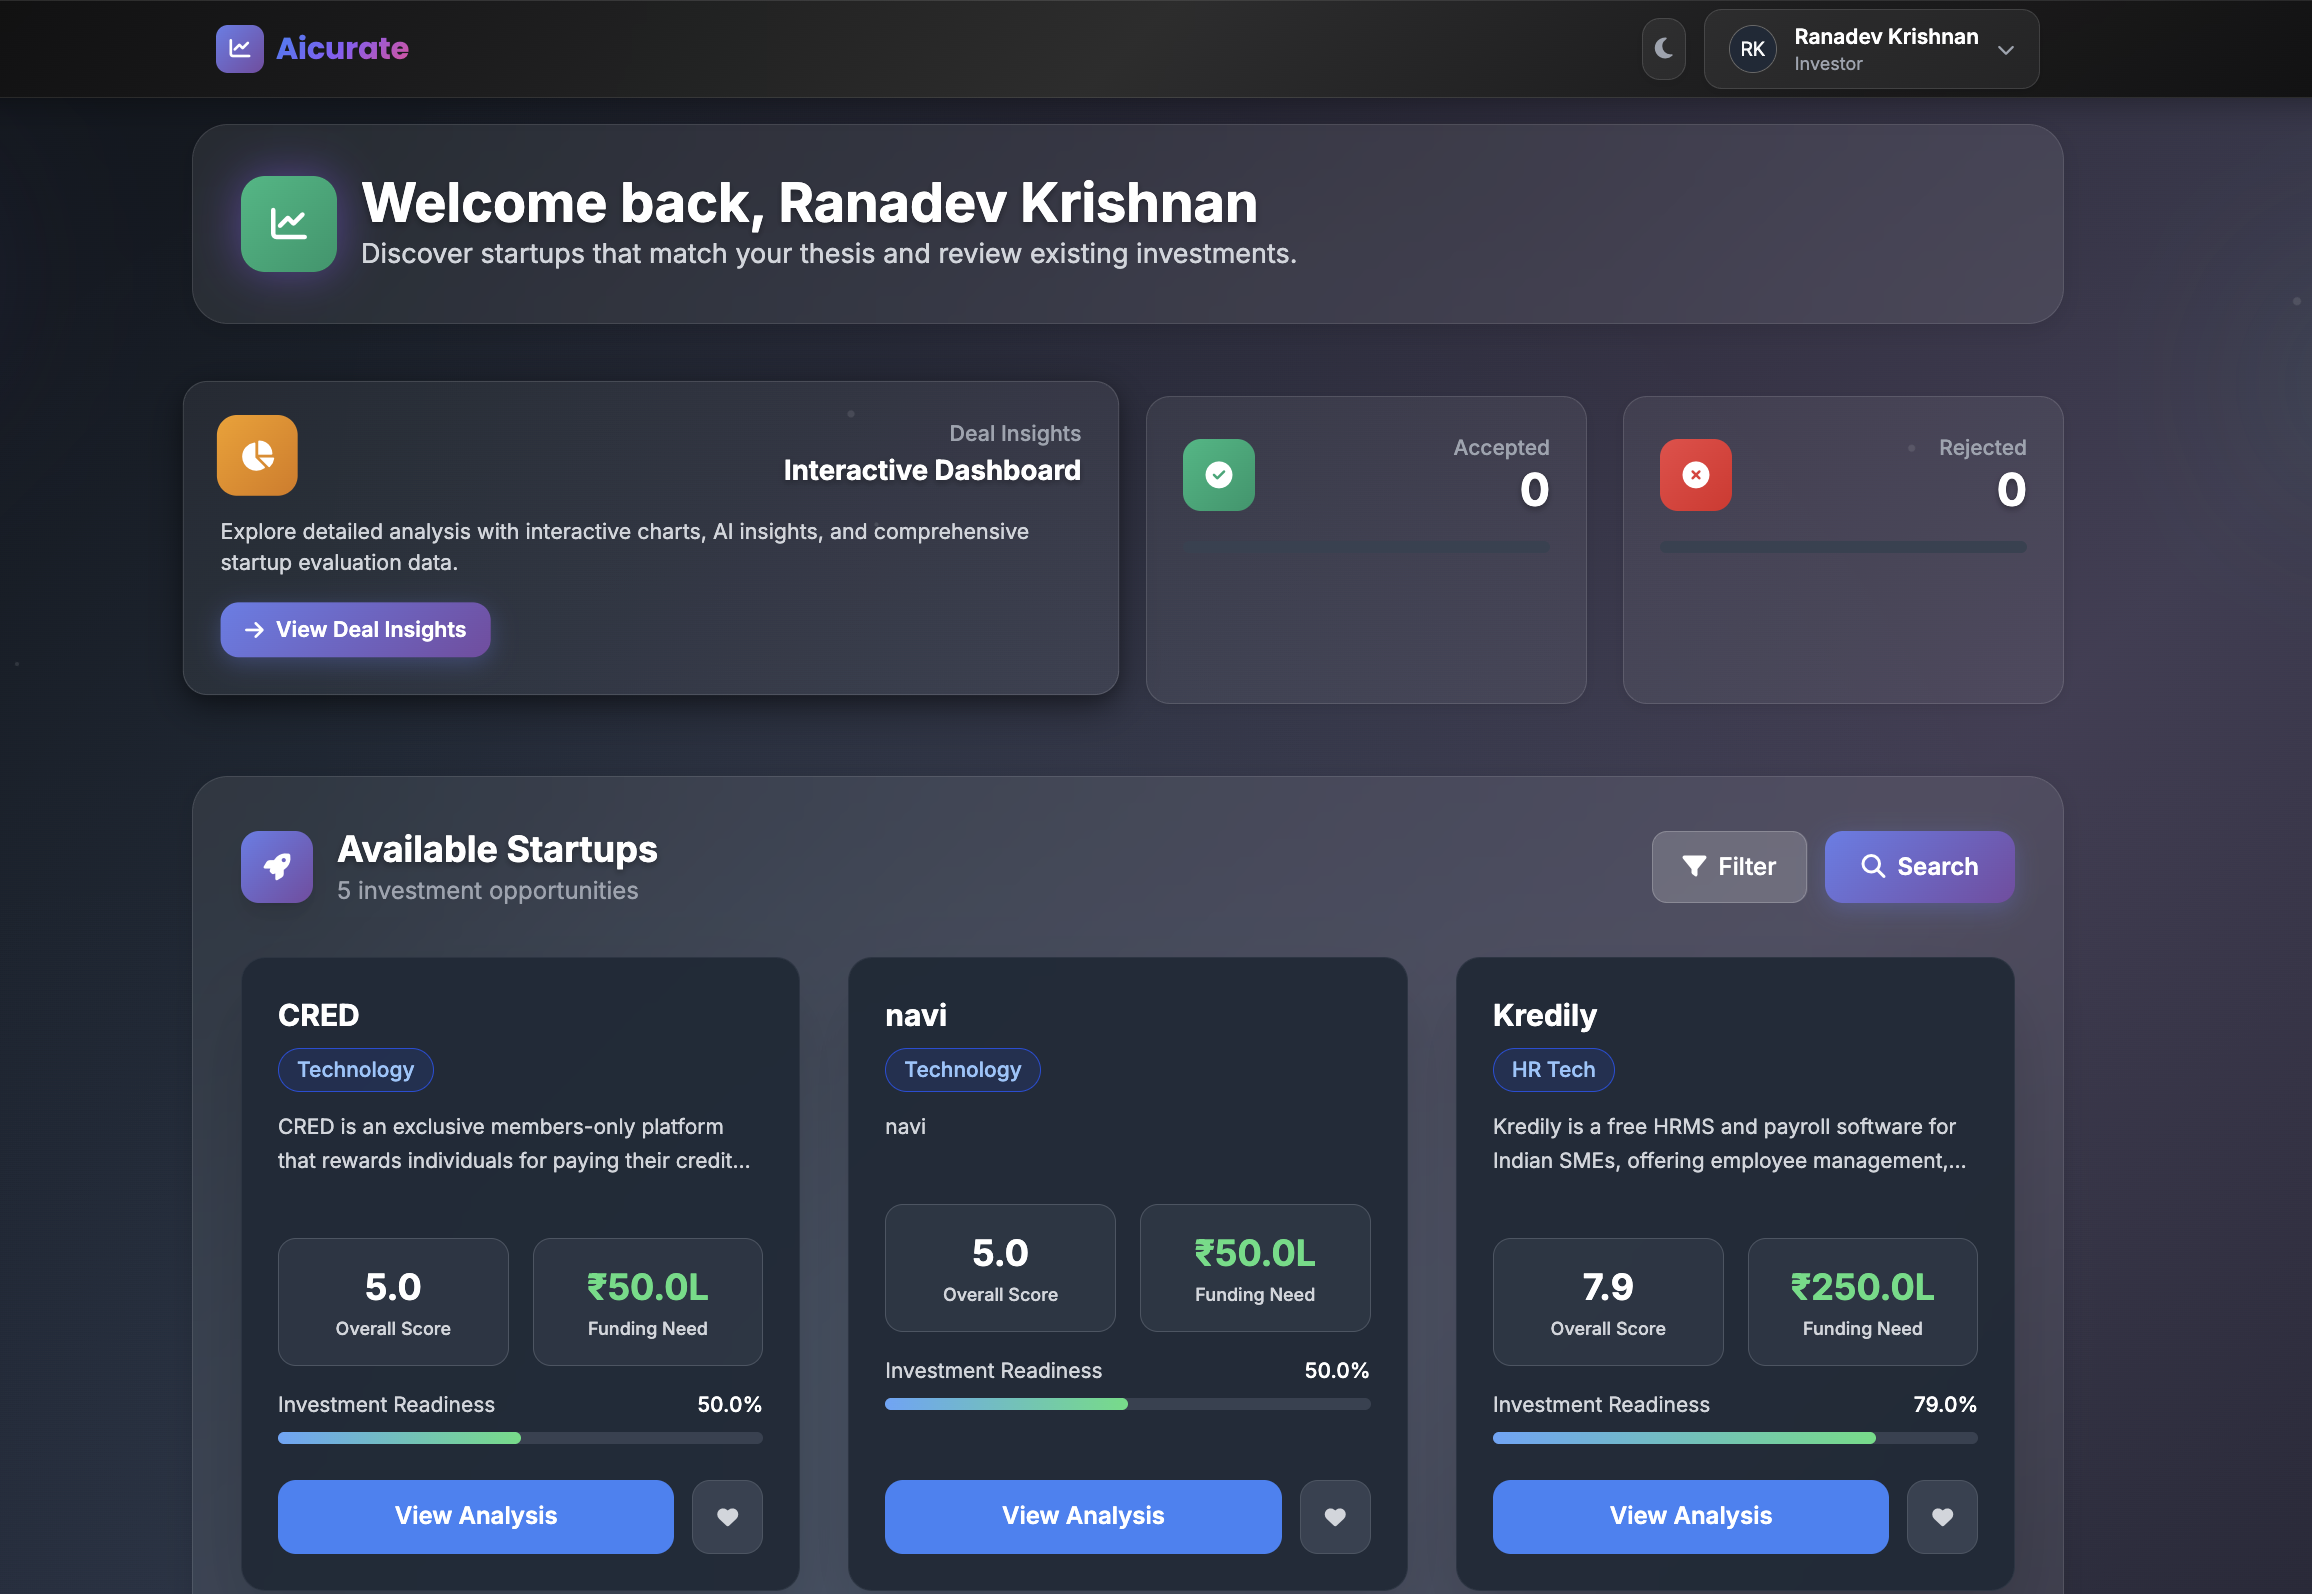 Aicurate
RK
Ranadev Krishnan
Investor
Welcome back, Ranadev Krishnan
Discover startups that match your thesis and review existing investments.
Deal Insights
Interactive Dashboard
Explore detailed analysis with interactive charts, AI insights, and comprehensive
startup evaluation data.
View Deal Insights
Accepted
0
Rejected
0
Available Startups
5 investment opportunities
Filter
Search
CRED
Technology
CRED is an exclusive members-only platform
that rewards individuals for paying their credit...
5.0
Overall Score
₹50.0L
Funding Need
Investment Readiness
50.0%
View Analysis
navi
Technology
navi
5.0
Overall Score
₹50.0L
Funding Need
Investment Readiness
50.0%
View Analysis
Kredily
HR Tech
Kredily is a free HRMS and payroll software for
Indian SMEs, offering employee management,...
7.9
Overall Score
₹250.0L
Funding Need
Investment Readiness
79.0%
View Analysis